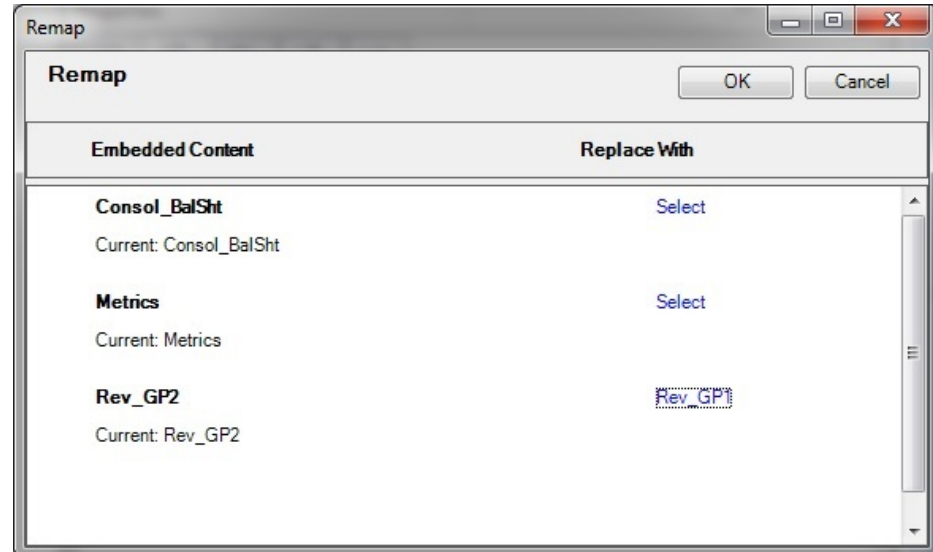 Remap
Remap
OK
Cancel
Embedded Content
Replace With
Consol_BalSht
Select
Current: Consol_BalSht
Metrics
Select
Current: Metrics
Rev_GP2
Rev_GP1
Current: Rev_GP2